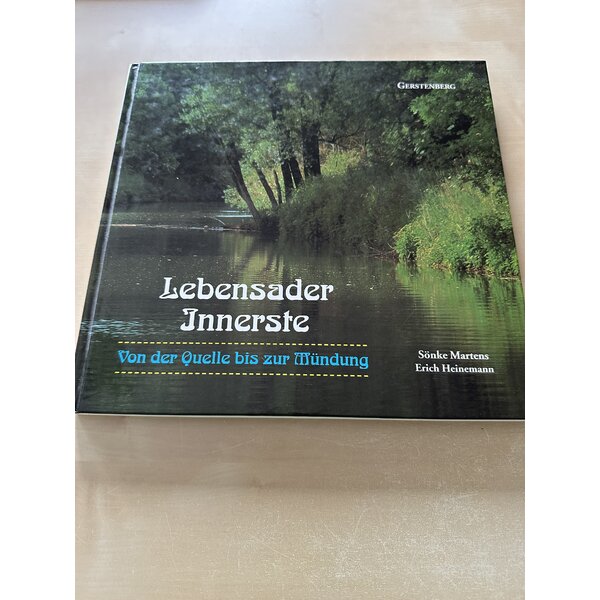 GERSTENBERG
Lebensader
Innerste
Von der Quelle bis zur Mündung
Sönke Martens
Erich Heinemann